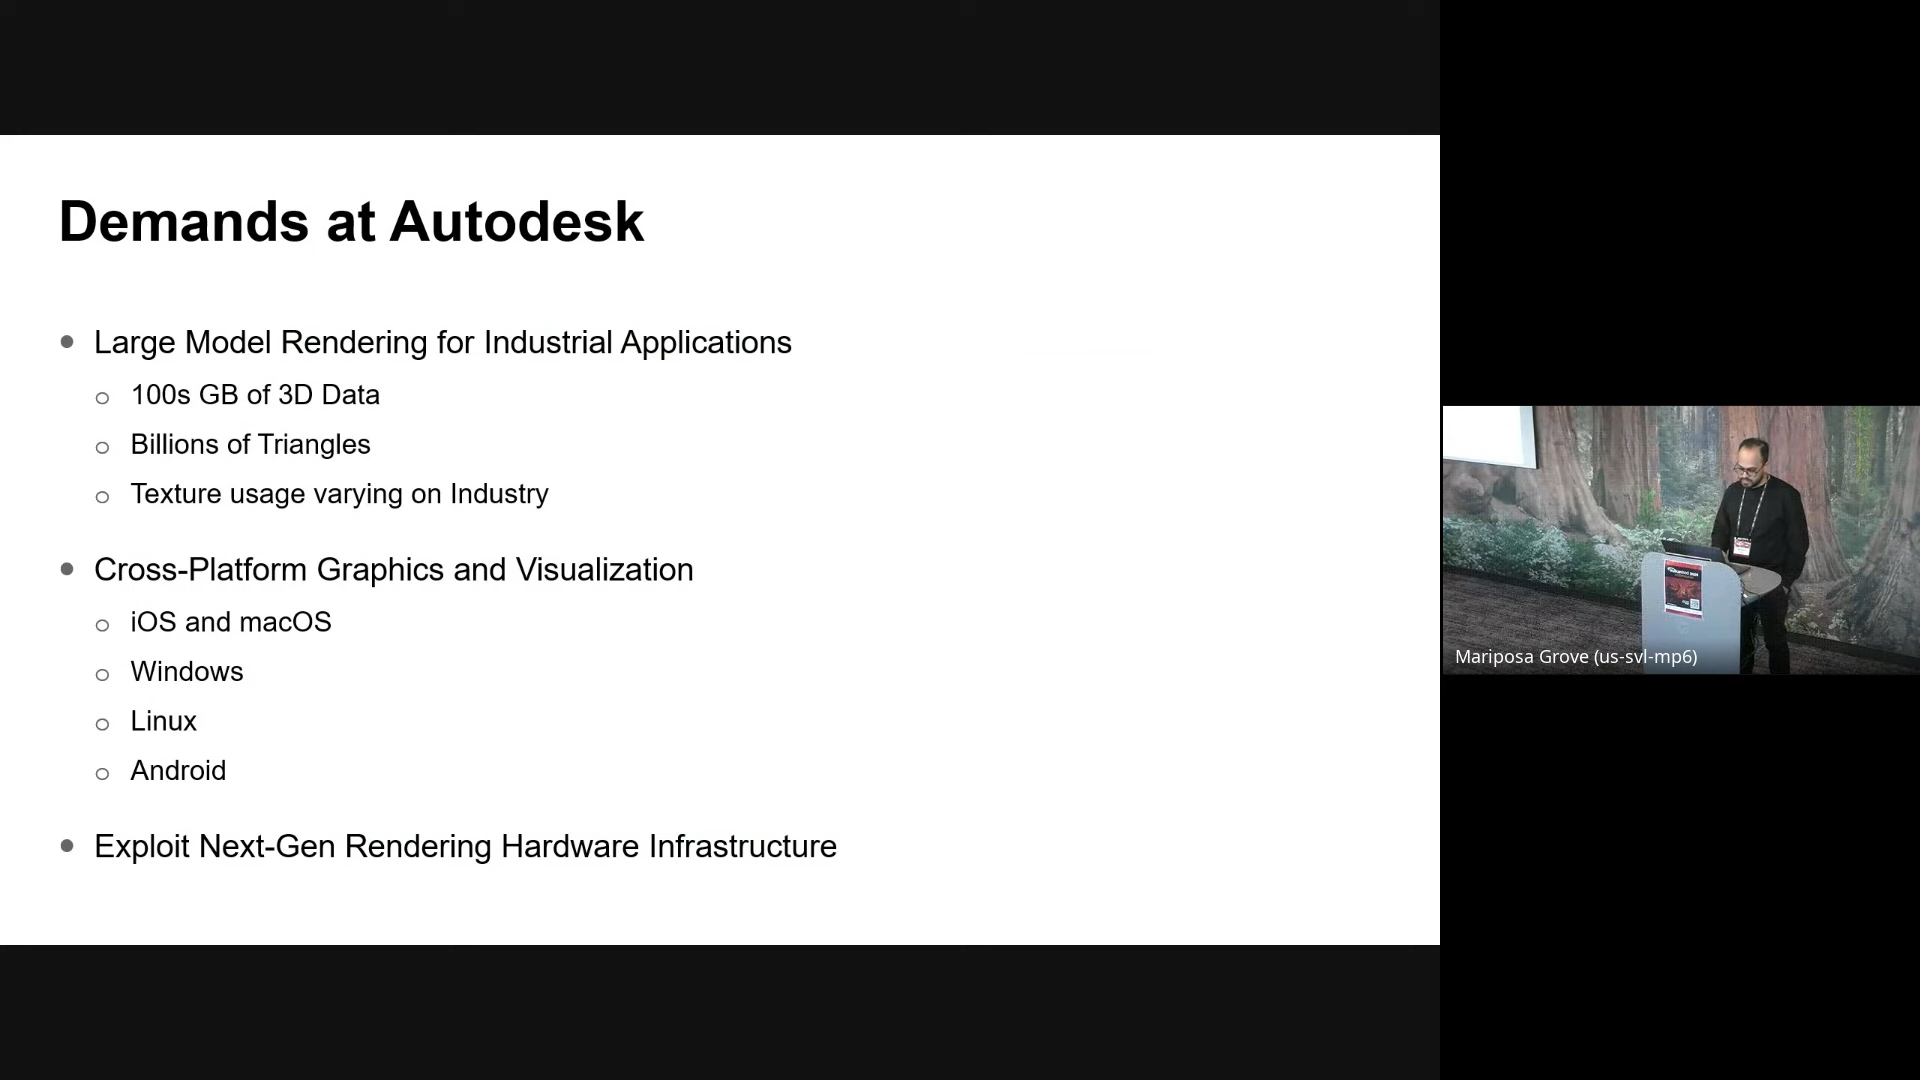 Demands at Autodesk
Large Model Rendering for Industrial Applications
100s GB of 3D Data
Billions of Triangles
Texture usage varying on Industry
Cross-Platform Graphics and Visualization
iOS and macOS
Windows
Linux
Android
Exploit Next-Gen Rendering Hardware Infrastructure
Mariposa Grove (us-svl-mp6)